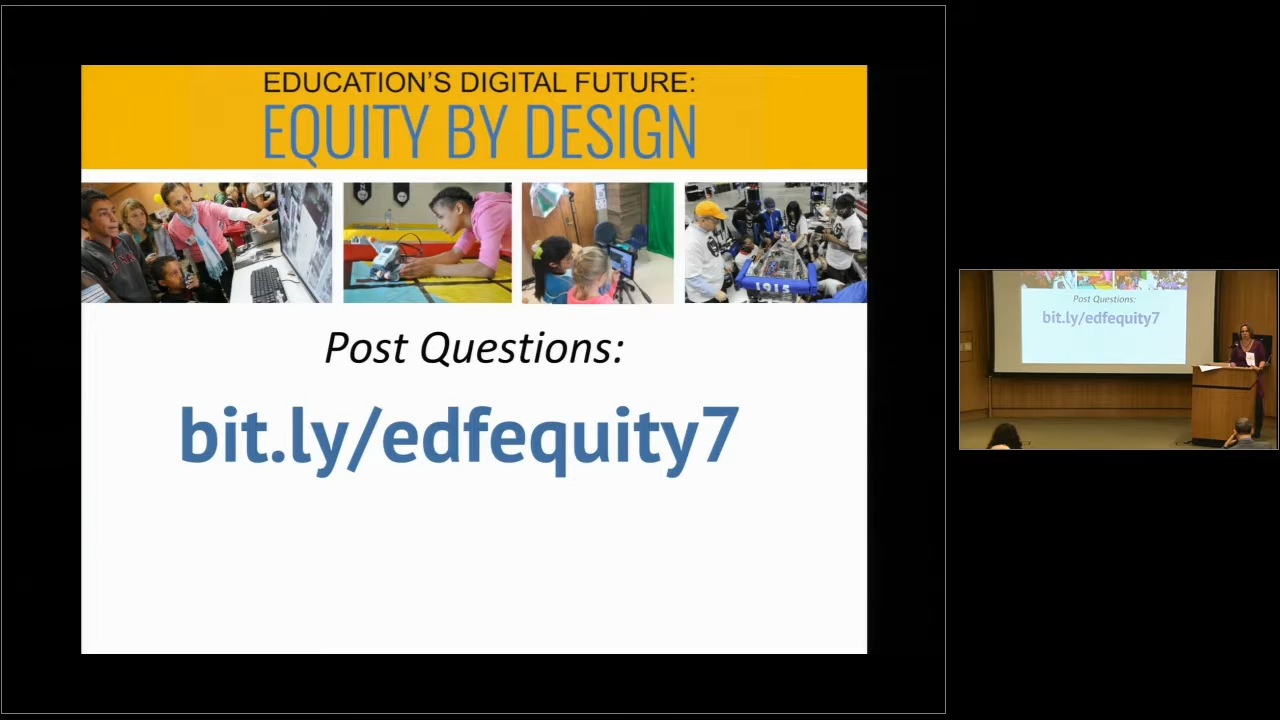 EDUCATION'S DIGITAL FUTURE:
EQUITY BY DESIGN
1915
Post Questions:
bit.ly/edfequity7
Post Questions:
bit.ly/edfequity7